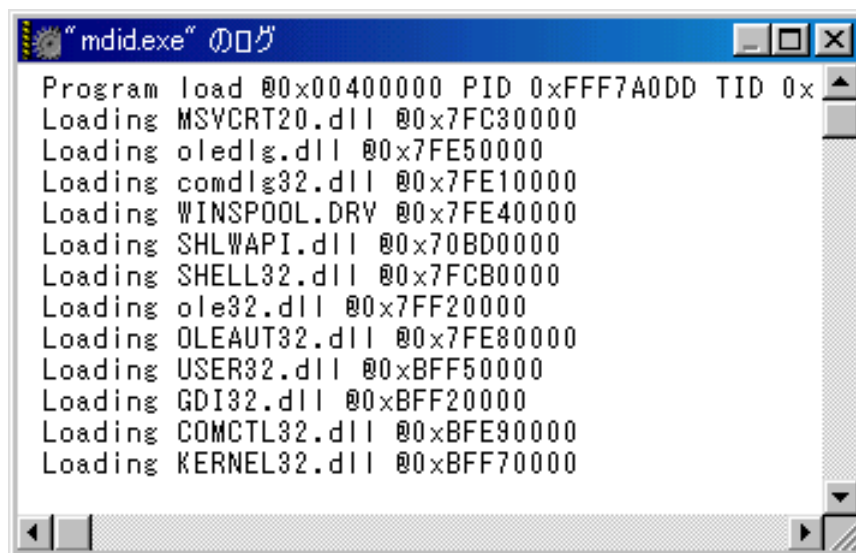 "mdid.exe" のログ
Program load @0x00400000 PID 0xFFF7A0DD TID 0x
Loading MSVCRT20.dll @0x7FC30000
Loading oledlg.dll @0x7FE50000
Loading comdlg32.dll @0x7FE10000
Loading WINSPOOL.DRV @0x7FE40000
Loading SHLWAPI.dll @0x70BD0000
Loading SHELL32.dll @0x7FCB0000
Loading ole32.dll @0x7FF20000
Loading OLEAUT32.dll @0x7FE80000
Loading USER32.dll @0xBFF50000
Loading GDI32.dll @0xBFF20000
Loading COMCTL32.dll @0xBFE90000
Loading KERNEL32.dll @0xBFF70000